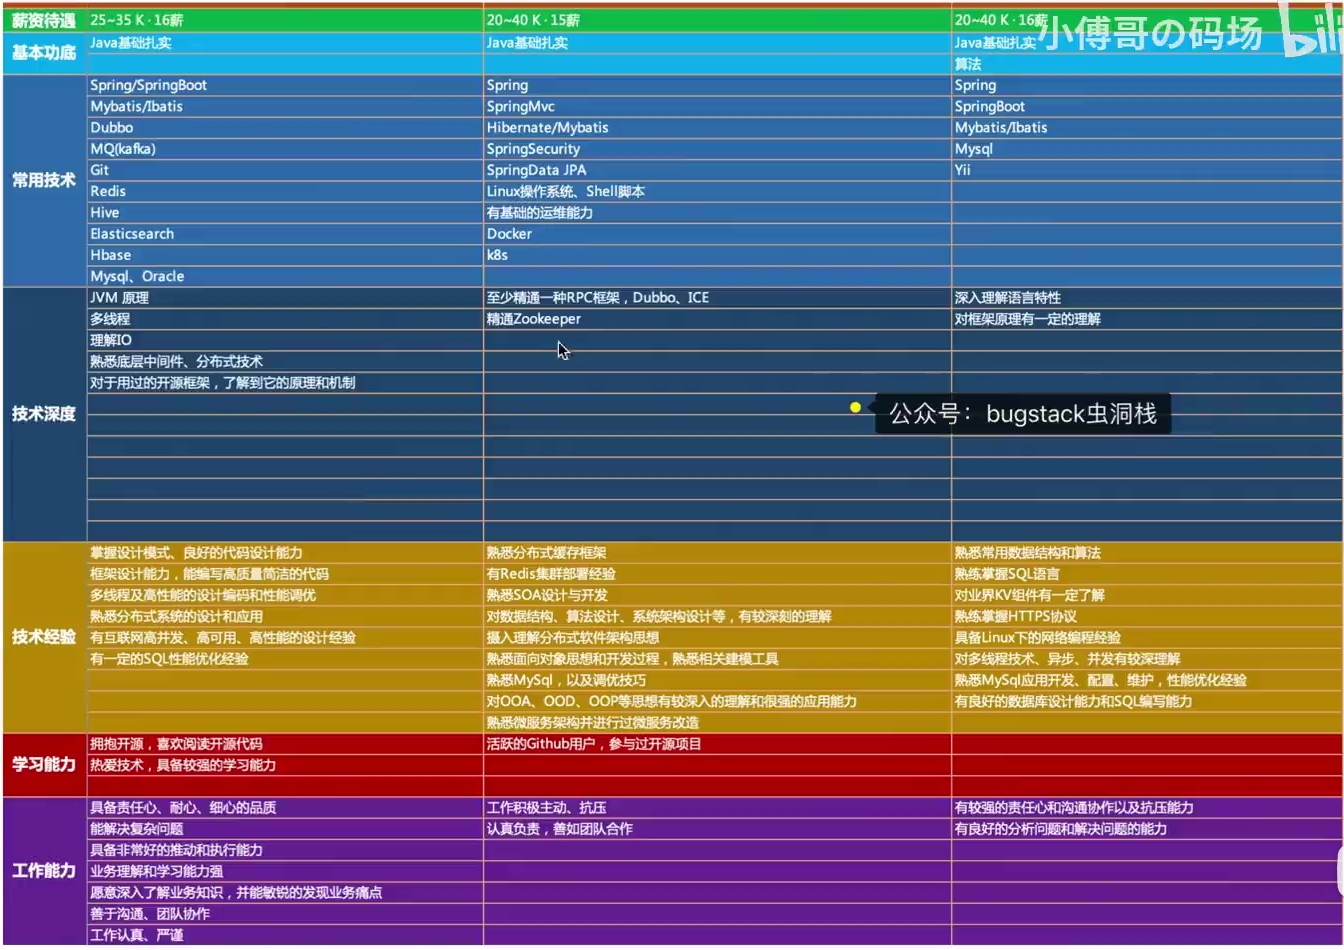 薪资待遇 25~35 K · 16薪 20~40 K · 15薪 20~40 K · 16薪
小傅哥の码场 bili
基本功底 Java基础扎实 Java基础扎实 Java基础扎实
算法
常用技术 Spring/SpringBoot Spring Spring
Mybatis/Ibatis SpringMvc SpringBoot
Dubbo Hibernate/Mybatis Mybatis/Ibatis
MQ(kafka) SpringSecurity Mysql
Git SpringData JPA Yii
Redis Linux操作系统、Shell脚本
Hive 有基础的运维能力
Elasticsearch Docker
Hbase k8s
Mysql、Oracle
技术深度 JVM 原理 至少精通一种RPC框架，Dubbo、ICE 深入理解语言特性
多线程 精通Zookeeper 对框架原理有一定的理解
理解IO
熟悉底层中间件、分布式技术
对于用过的开源框架，了解到它的原理和机制
公众号：bugstack虫洞栈
技术经验 掌握设计模式、良好的代码设计能力 熟悉分布式缓存框架 熟悉常用数据结构和算法
框架设计能力，能编写高质量简洁的代码 有Redis集群部署经验 熟练掌握SQL语言
多线程及高性能的设计编码和性能调优 熟悉SOA设计与开发 对业界KV组件有一定了解
熟悉分布式系统的设计和应用 对数据结构、算法设计、系统架构设计等，有较深刻的理解 熟练掌握HTTPS协议
有互联网高并发、高可用、高性能的设计经验 摄入理解分布式软件架构思想 具备Linux下的网络编程经验
有一定的SQL性能优化经验 熟悉面向对象思想和开发过程，熟悉相关建模工具 对多线程技术、异步、并发有较深理解
熟悉MySql，以及调优技巧 熟悉MySql应用开发、配置、维护，性能优化经验
对OOA、OOD、OOP等思想有较深入的理解和很强的应用能力 有良好的数据库设计能力和SQL编写能力
熟悉微服务架构并进行过微服务改造
学习能力 拥抱开源，喜欢阅读开源代码 活跃的Github用户，参与过开源项目
热爱技术，具备较强的学习能力
工作能力 具备责任心、耐心、细心的品质 工作积极主动、抗压 有较强的责任心和沟通协作以及抗压能力
能解决复杂问题 认真负责，善如团队合作 有良好的分析问题和解决问题的能力
具备非常好的推动和执行能力
业务理解和学习能力强
愿意深入了解业务知识，并能敏锐的发现业务痛点
善于沟通、团队协作
工作认真、严谨